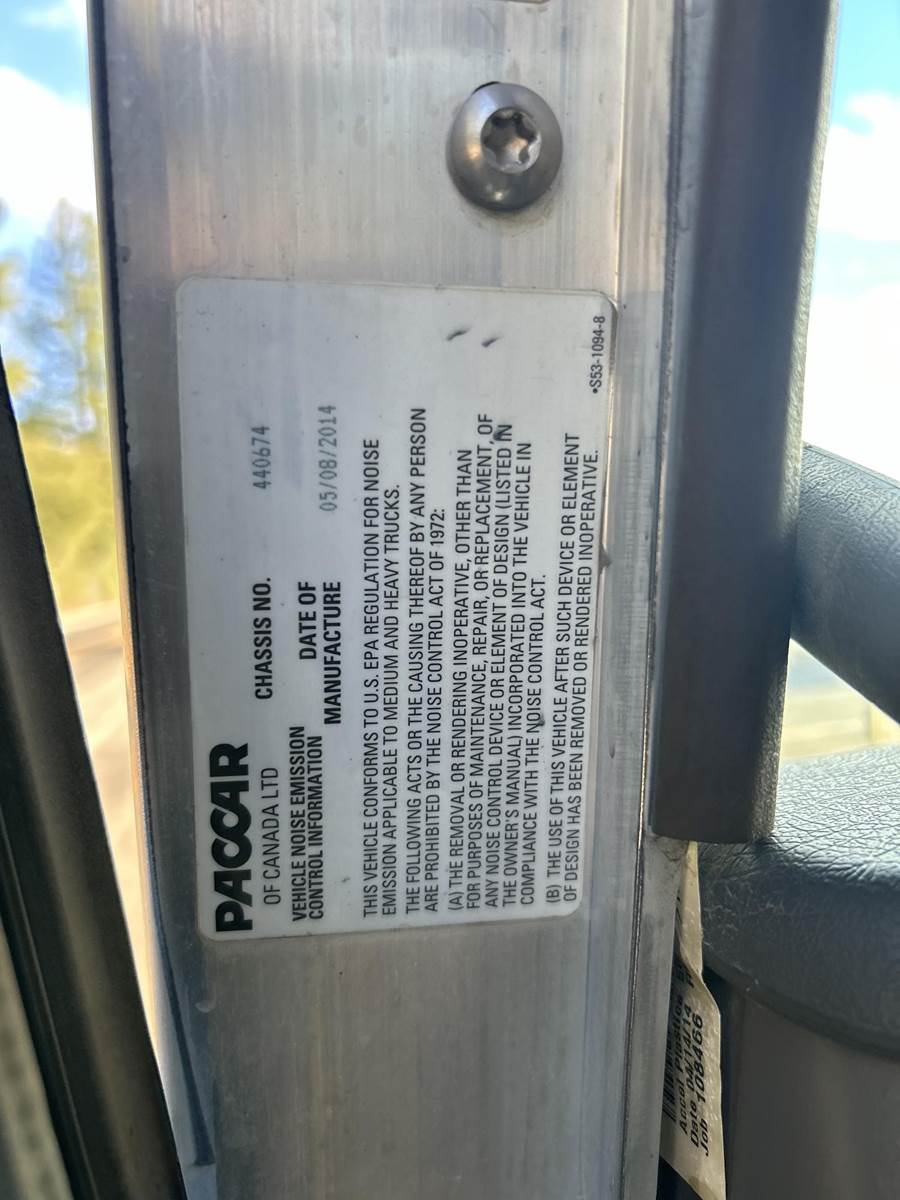 PACCAR
OF CANADA LTD
CHASSIS NO. 440674
VEHICLE NOISE EMISSION
CONTROL INFORMATION
DATE OF
MANUFACTURE 05/08/2014
THIS VEHICLE CONFORMS TO U.S. EPA REGULATION FOR NOISE
EMISSION APPLICABLE TO MEDIUM AND HEAVY TRUCKS.
THE FOLLOWING ACTS OR THE CAUSING THEREOF BY ANY PERSON
ARE PROHIBITED BY THE NOISE CONTROL ACT OF 1972:
(A) THE REMOVAL OR RENDERING INOPERATIVE, OTHER THAN
FOR PURPOSES OF MAINTENANCE, REPAIR, OR REPLACEMENT, OF
ANY NOISE CONTROL DEVICE OR ELEMENT OF DESIGN (LISTED IN
THE OWNER'S MANUAL) INCORPORATED INTO THE VEHICLE IN
COMPLIANCE WITH THE NOISE CONTROL ACT.
(B) THE USE OF THIS VEHICLE AFTER SUCH DEVICE OR ELEMENT
OF DESIGN HAS BEEN REMOVED OR RENDERED INOPERATIVE.
•S53-1094-8
Accel Plastics
Date 04/14/14
Job 108466